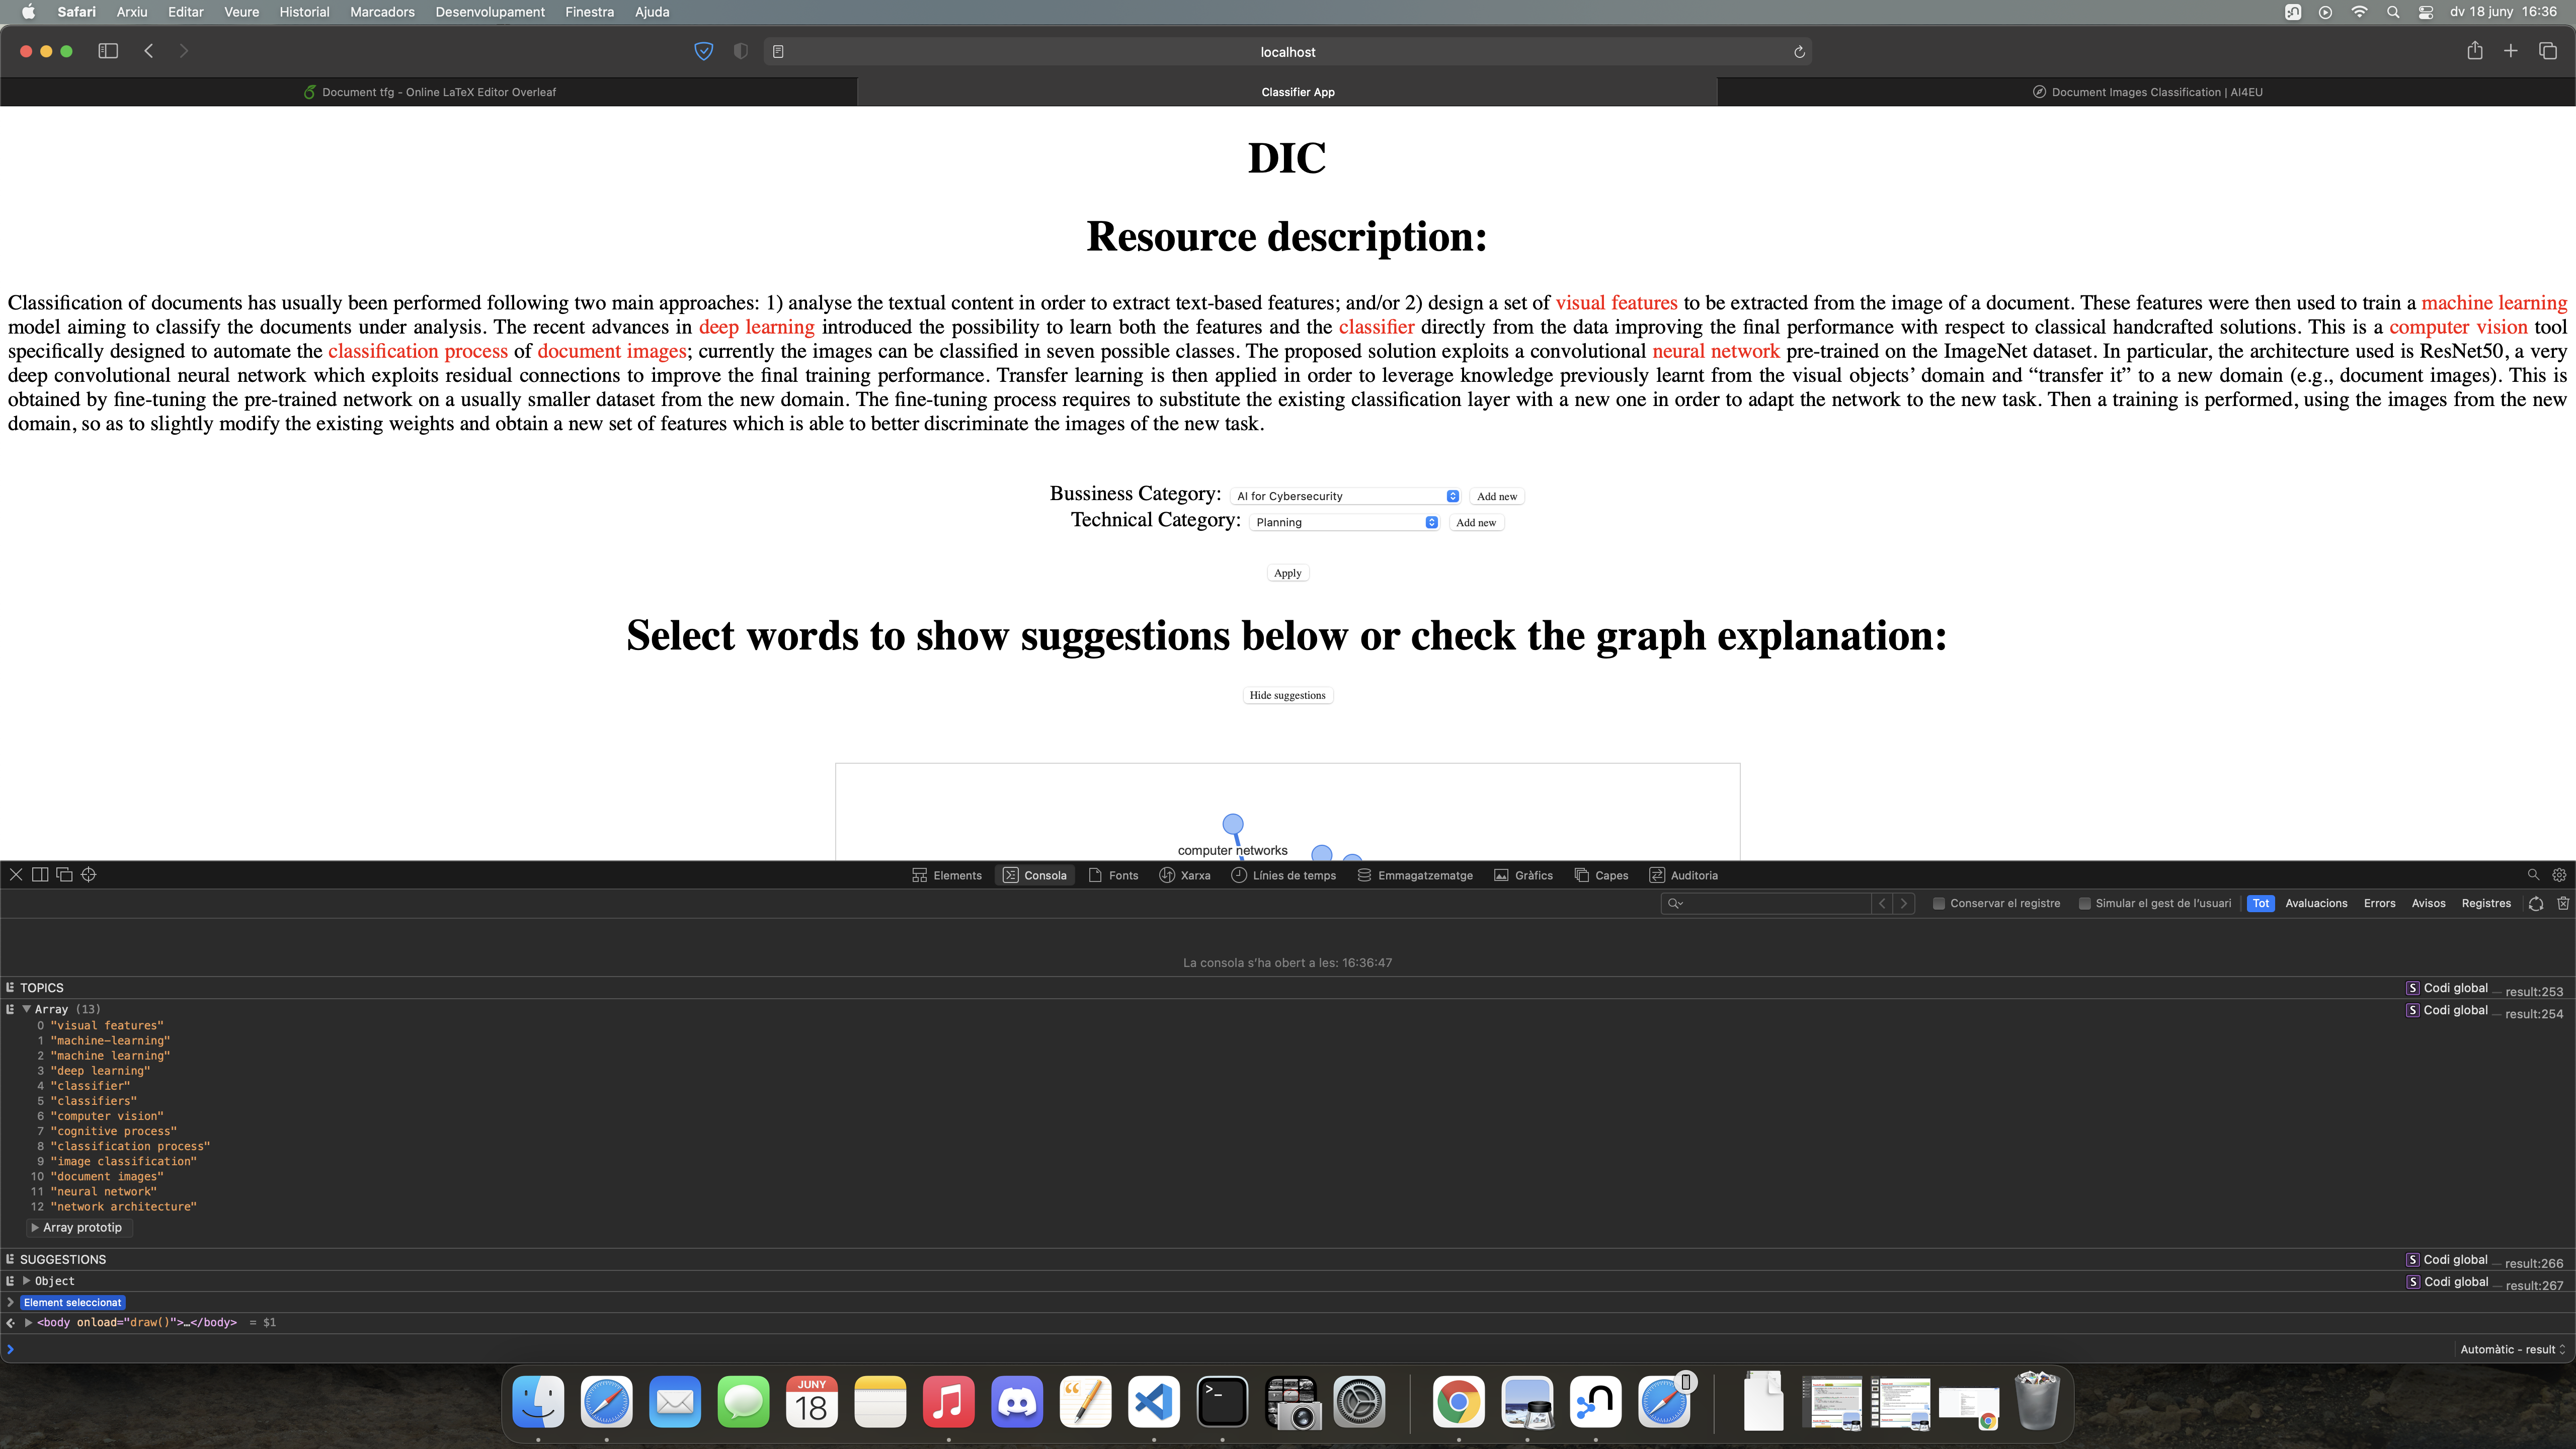 Safari Arxiu Editar Veure Historial Marcadors Desenvolupament Finestra Ajuda dv 18 juny 16:36
localhost
Document tfg - Online LaTeX Editor Overleaf Classifier App Document Images Classification | AI4EU
DIC
Resource description:
Classification of documents has usually been performed following two main approaches: 1) analyse the textual content in order to extract text-based features; and/or 2) design a set of visual features to be extracted from the image of a document. These features were then used to train a machine learning
model aiming to classify the documents under analysis. The recent advances in deep learning introduced the possibility to learn both the features and the classifier directly from the data improving the final performance with respect to classical handcrafted solutions. This is a computer vision tool
specifically designed to automate the classification process of document images; currently the images can be classified in seven possible classes. The proposed solution exploits a convolutional neural network pre-trained on the ImageNet dataset. In particular, the architecture used is ResNet50, a very
deep convolutional neural network which exploits residual connections to improve the final training performance. Transfer learning is then applied in order to leverage knowledge previously learnt from the visual objects’ domain and “transfer it” to a new domain (e.g., document images). This is
obtained by fine-tuning the pre-trained network on a usually smaller dataset from the new domain. The fine-tuning process requires to substitute the existing classification layer with a new one in order to adapt the network to the new task. Then a training is performed, using the images from the new
domain, so as to slightly modify the existing weights and obtain a new set of features which is able to better discriminate the images of the new task.
Bussiness Category: AI for Cybersecurity Add new
Technical Category: Planning Add new
Apply
Select words to show suggestions below or check the graph explanation:
Hide suggestions
computer networks
Elements Consola Fonts Xarxa Línies de temps Emmagatzematge Gràfics Capes Auditoria
Conservar el registre Simular el gest de l'usuari Tot Avaluacions Errors Avisos Registres
La consola s'ha obert a les: 16:36:47
TOPICS S Codi global — result:253
Array (13) S Codi global — result:254
0 "visual features"
1 "machine-learning"
2 "machine learning"
3 "deep learning"
4 "classifier"
5 "classifiers"
6 "computer vision"
7 "cognitive process"
8 "classification process"
9 "image classification"
10 "document images"
11 "neural network"
12 "network architecture"
Array prototip
SUGGESTIONS S Codi global — result:266
Object S Codi global — result:267
Element seleccionat
<body onload="draw()">…</body> = $1
Automàtic - result
JUNY
18